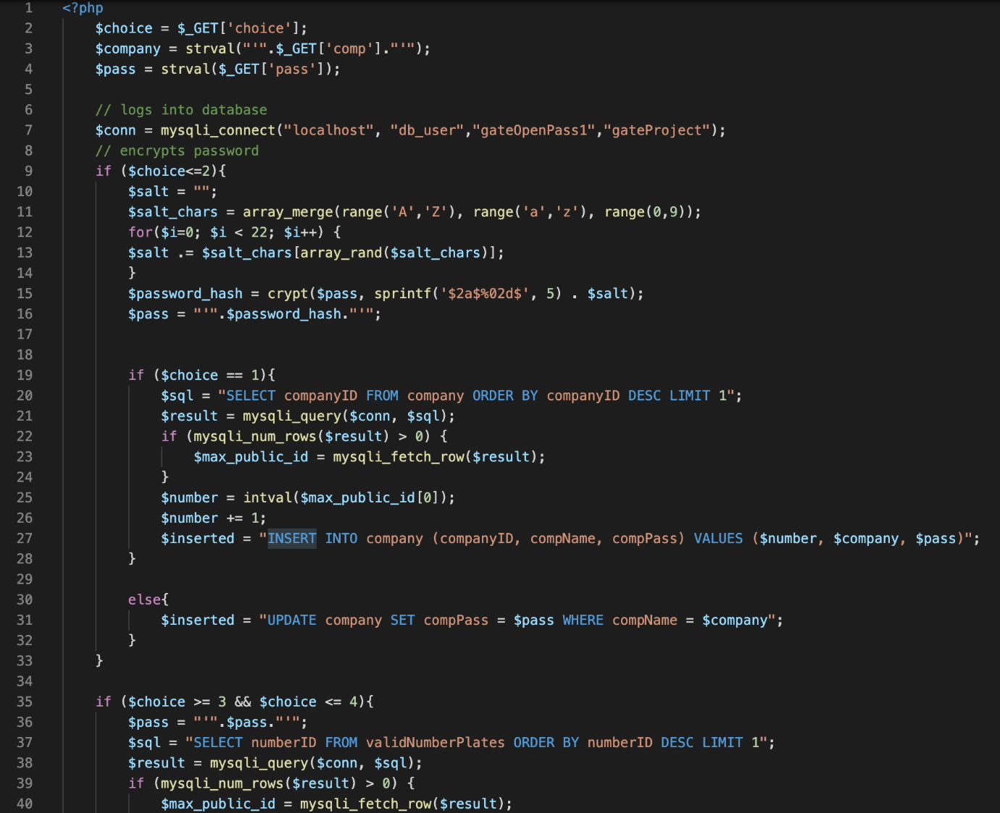 1 <?php
2 $choice = $_GET['choice'];
3 $company = strval("'".$_GET['comp']."'");
4 $pass = strval($_GET['pass']);
5
6 // logs into database
7 $conn = mysqli_connect("localhost", "db_user","gateOpenPass1","gateProject");
8 // encrypts password
9 if ($choice<=2){
10 $salt = "";
11 $salt_chars = array_merge(range('A','Z'), range('a','z'), range(0,9));
12 for($i=0; $i < 22; $i++) {
13 $salt .= $salt_chars[array_rand($salt_chars)];
14 }
15 $password_hash = crypt($pass, sprintf('$2a$%02d$', 5) . $salt);
16 $pass = "'".$password_hash."'";
17
18
19 if ($choice == 1){
20 $sql = "SELECT companyID FROM company ORDER BY companyID DESC LIMIT 1";
21 $result = mysqli_query($conn, $sql);
22 if (mysqli_num_rows($result) > 0) {
23 $max_public_id = mysqli_fetch_row($result);
24 }
25 $number = intval($max_public_id[0]);
26 $number += 1;
27 $inserted = "INSERT INTO company (companyID, compName, compPass) VALUES ($number, $company, $pass)";
28 }
29
30 else{
31 $inserted = "UPDATE company SET compPass = $pass WHERE compName = $company";
32 }
33 }
34
35 if ($choice >= 3 && $choice <= 4){
36 $pass = "'".$pass."'";
37 $sql = "SELECT numberID FROM validNumberPlates ORDER BY numberID DESC LIMIT 1";
38 $result = mysqli_query($conn, $sql);
39 if (mysqli_num_rows($result) > 0) {
40 $max_public_id = mysqli_fetch_row($result);